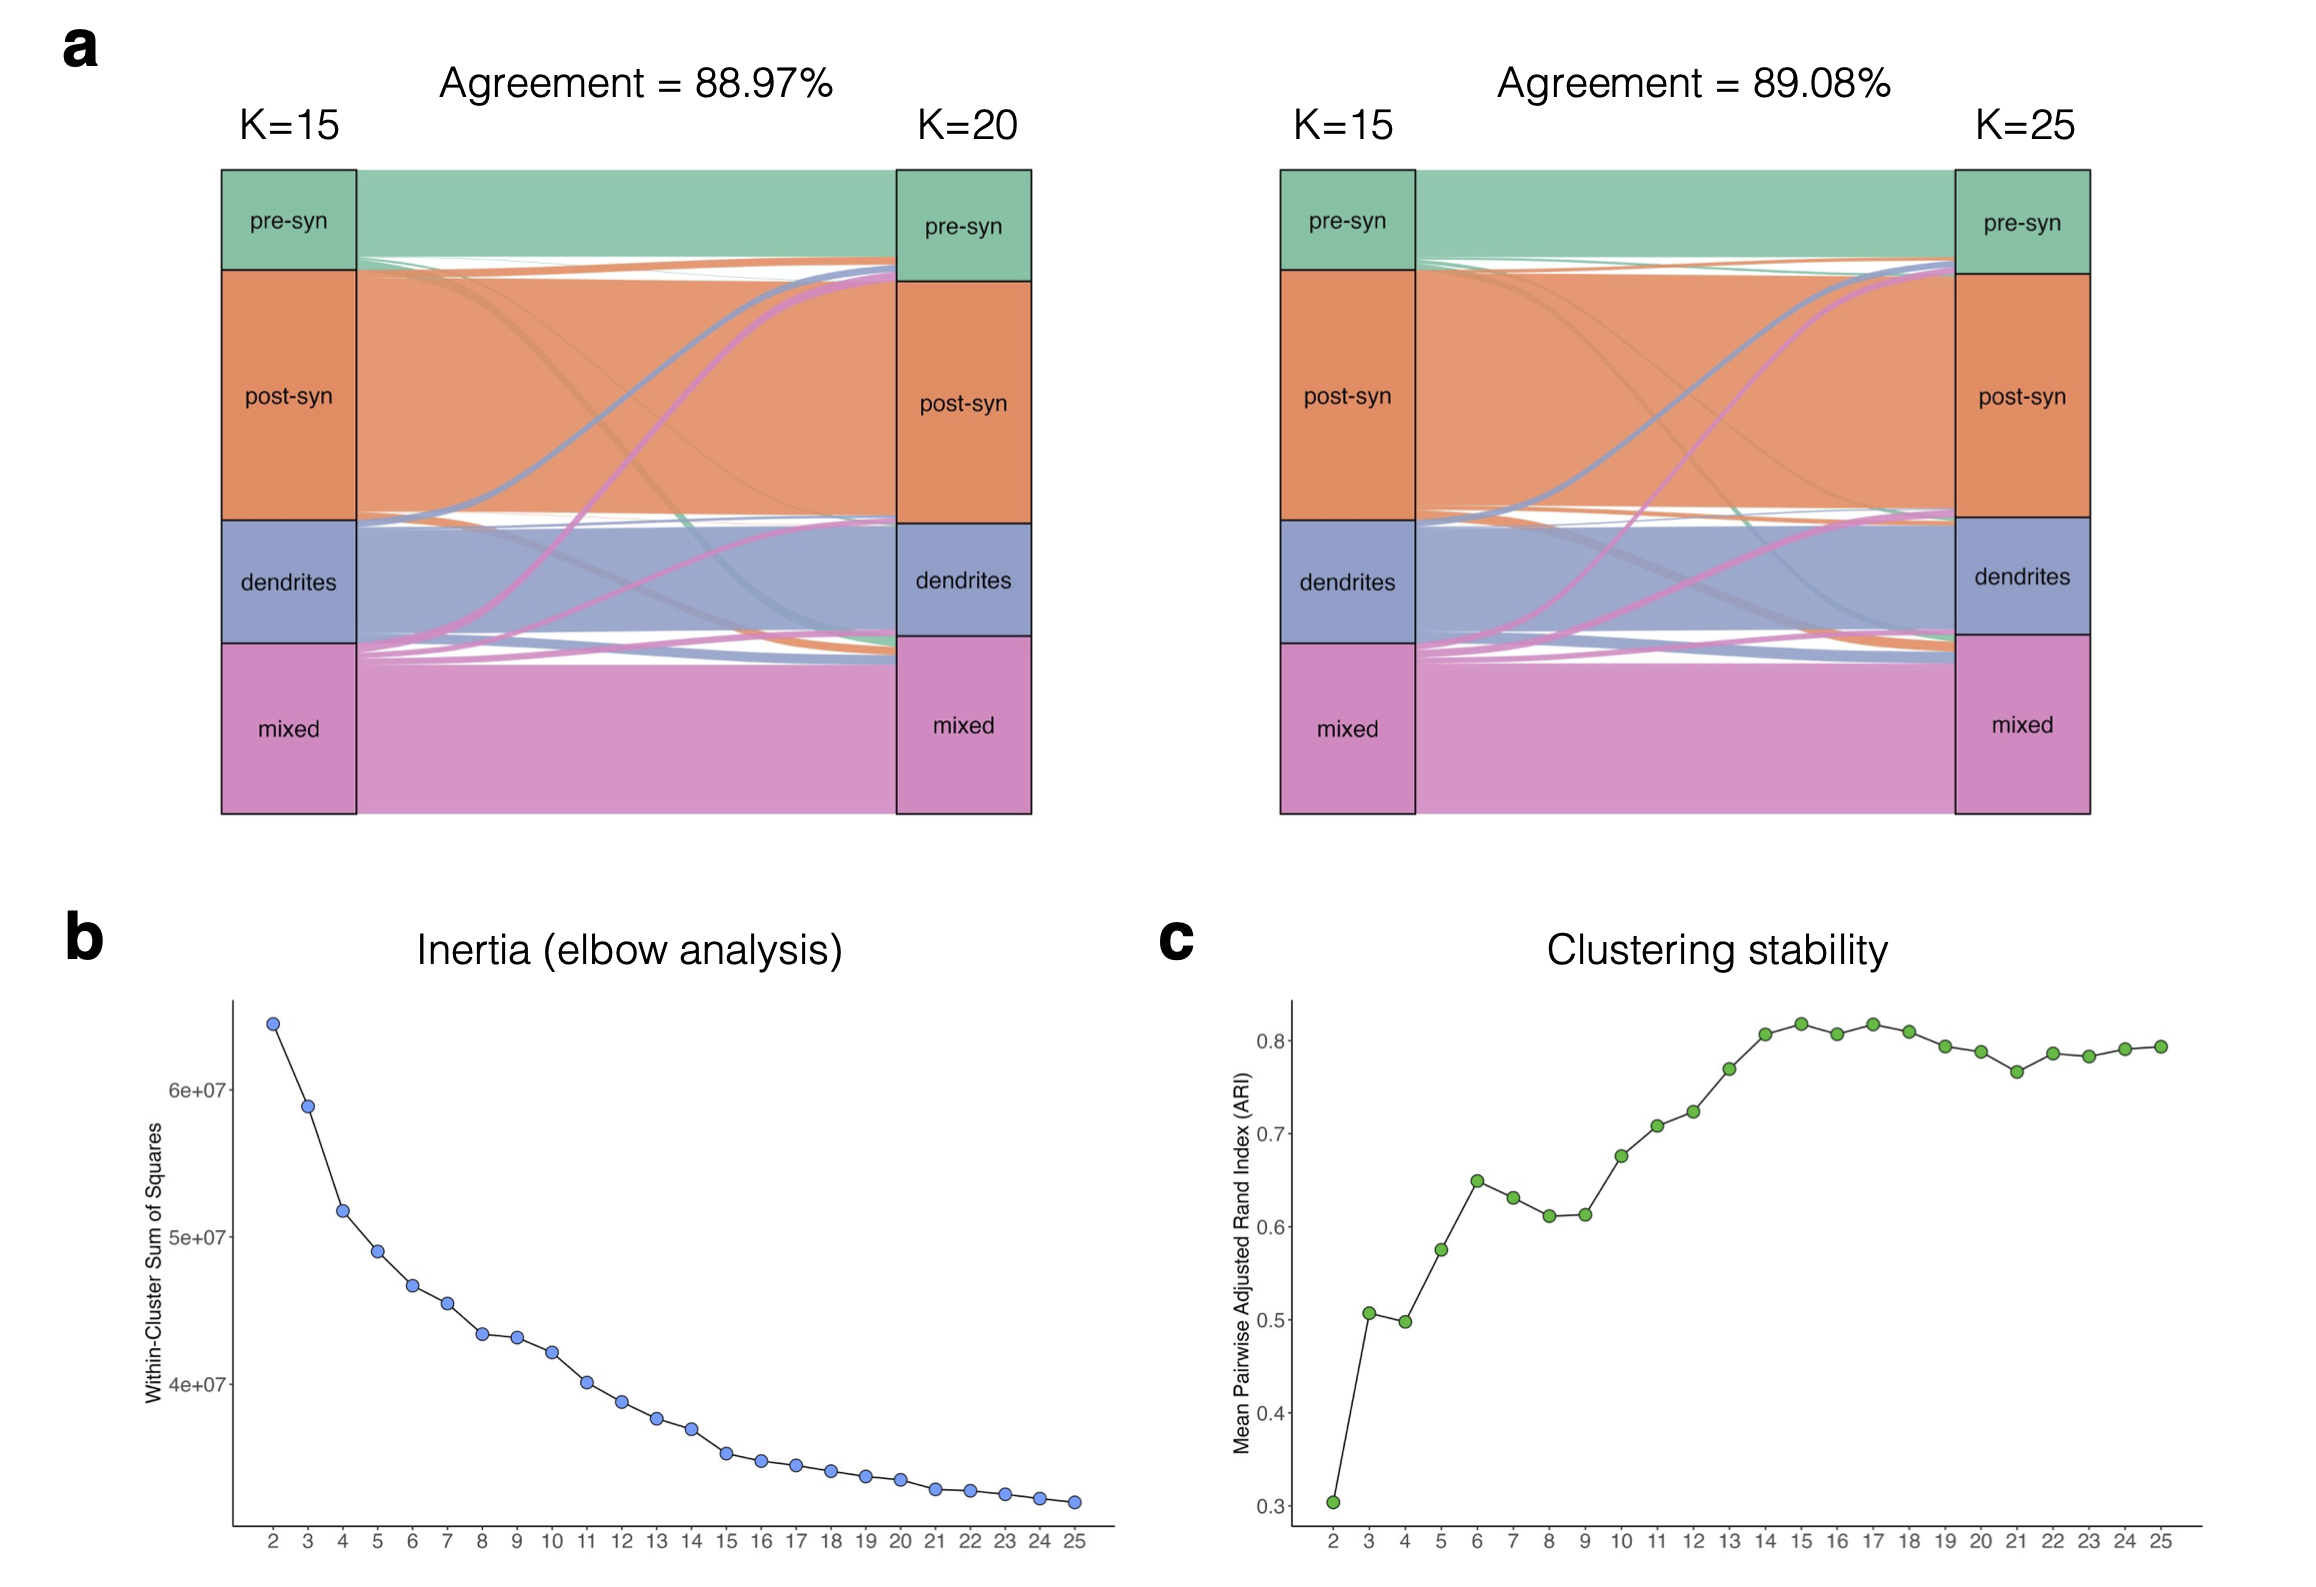 a
Agreement = 88.97%
K=15
K=20
pre-syn
post-syn
dendrites
mixed
pre-syn
post-syn
dendrites
mixed
Agreement = 89.08%
K=15
K=25
pre-syn
post-syn
dendrites
mixed
pre-syn
post-syn
dendrites
mixed
b
Inertia (elbow analysis)
Within-Cluster Sum of Squares
6e+07
5e+07
4e+07
2 3 4 5 6 7 8 9 10 11 12 13 14 15 16 17 18 19 20 21 22 23 24 25
c
Clustering stability
Mean Pairwise Adjusted Rand Index (ARI)
0.8
0.7
0.6
0.5
0.4
0.3
2 3 4 5 6 7 8 9 10 11 12 13 14 15 16 17 18 19 20 21 22 23 24 25